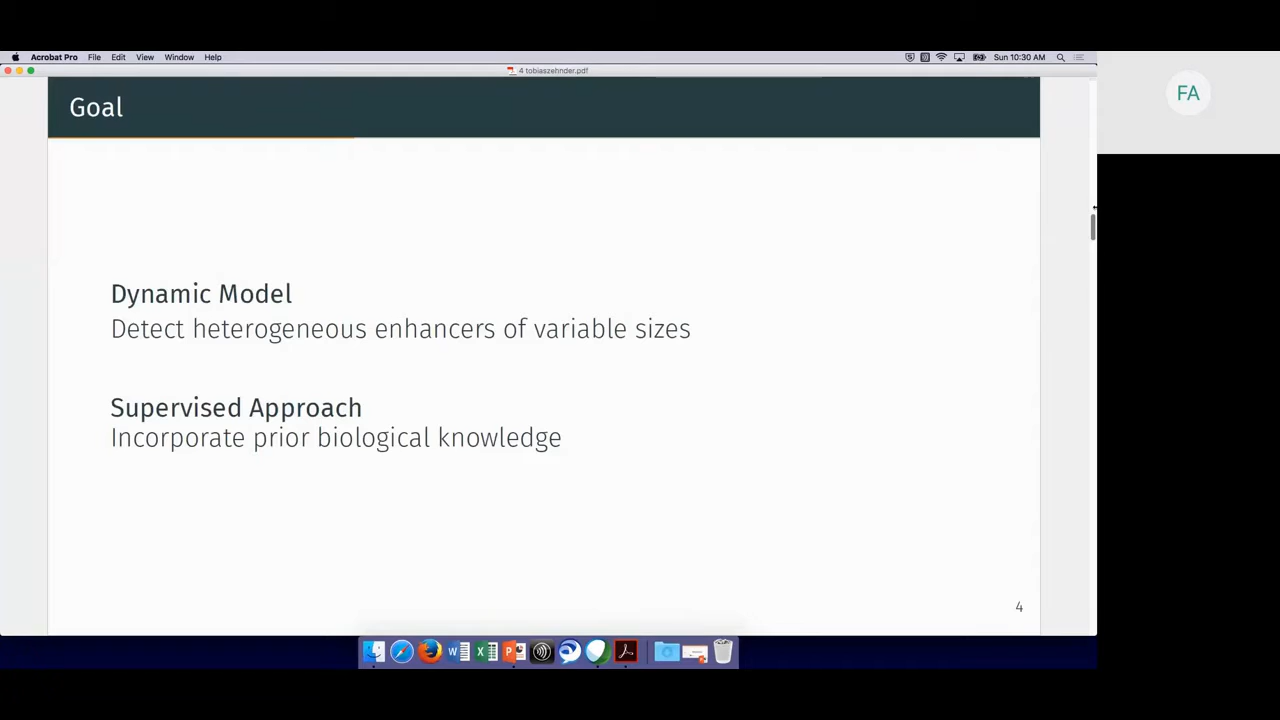 Acrobat Pro File Edit View Window Help Sun 10:30 AM
4 tobiaszehnder.pdf
FA
Goal
Dynamic Model
Detect heterogeneous enhancers of variable sizes
Supervised Approach
Incorporate prior biological knowledge
4